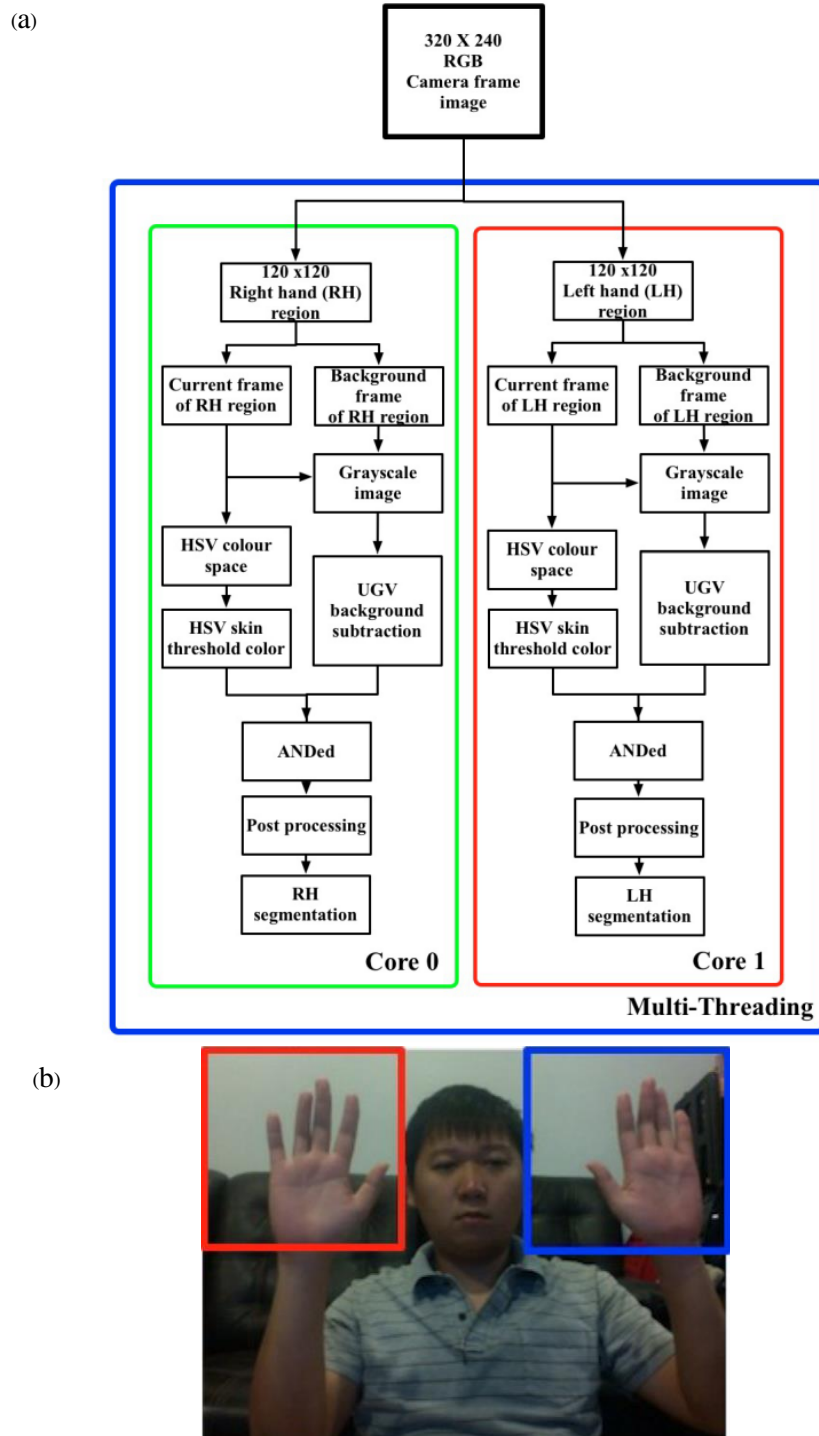 (a)
320 X 240
RGB
Camera frame
image
120 x120
Right hand (RH)
region
120 x120
Left hand (LH)
region
Current frame
of RH region
Background
frame
of RH region
Current frame
of LH region
Background
frame
of LH region
Grayscale
image
Grayscale
image
HSV colour
space
UGV
background
subtraction
HSV colour
space
UGV
background
subtraction
HSV skin
threshold color
HSV skin
threshold color
ANDed
ANDed
Post processing
Post processing
RH
segmentation
LH
segmentation
Core 0
Core 1
Multi-Threading
(b)